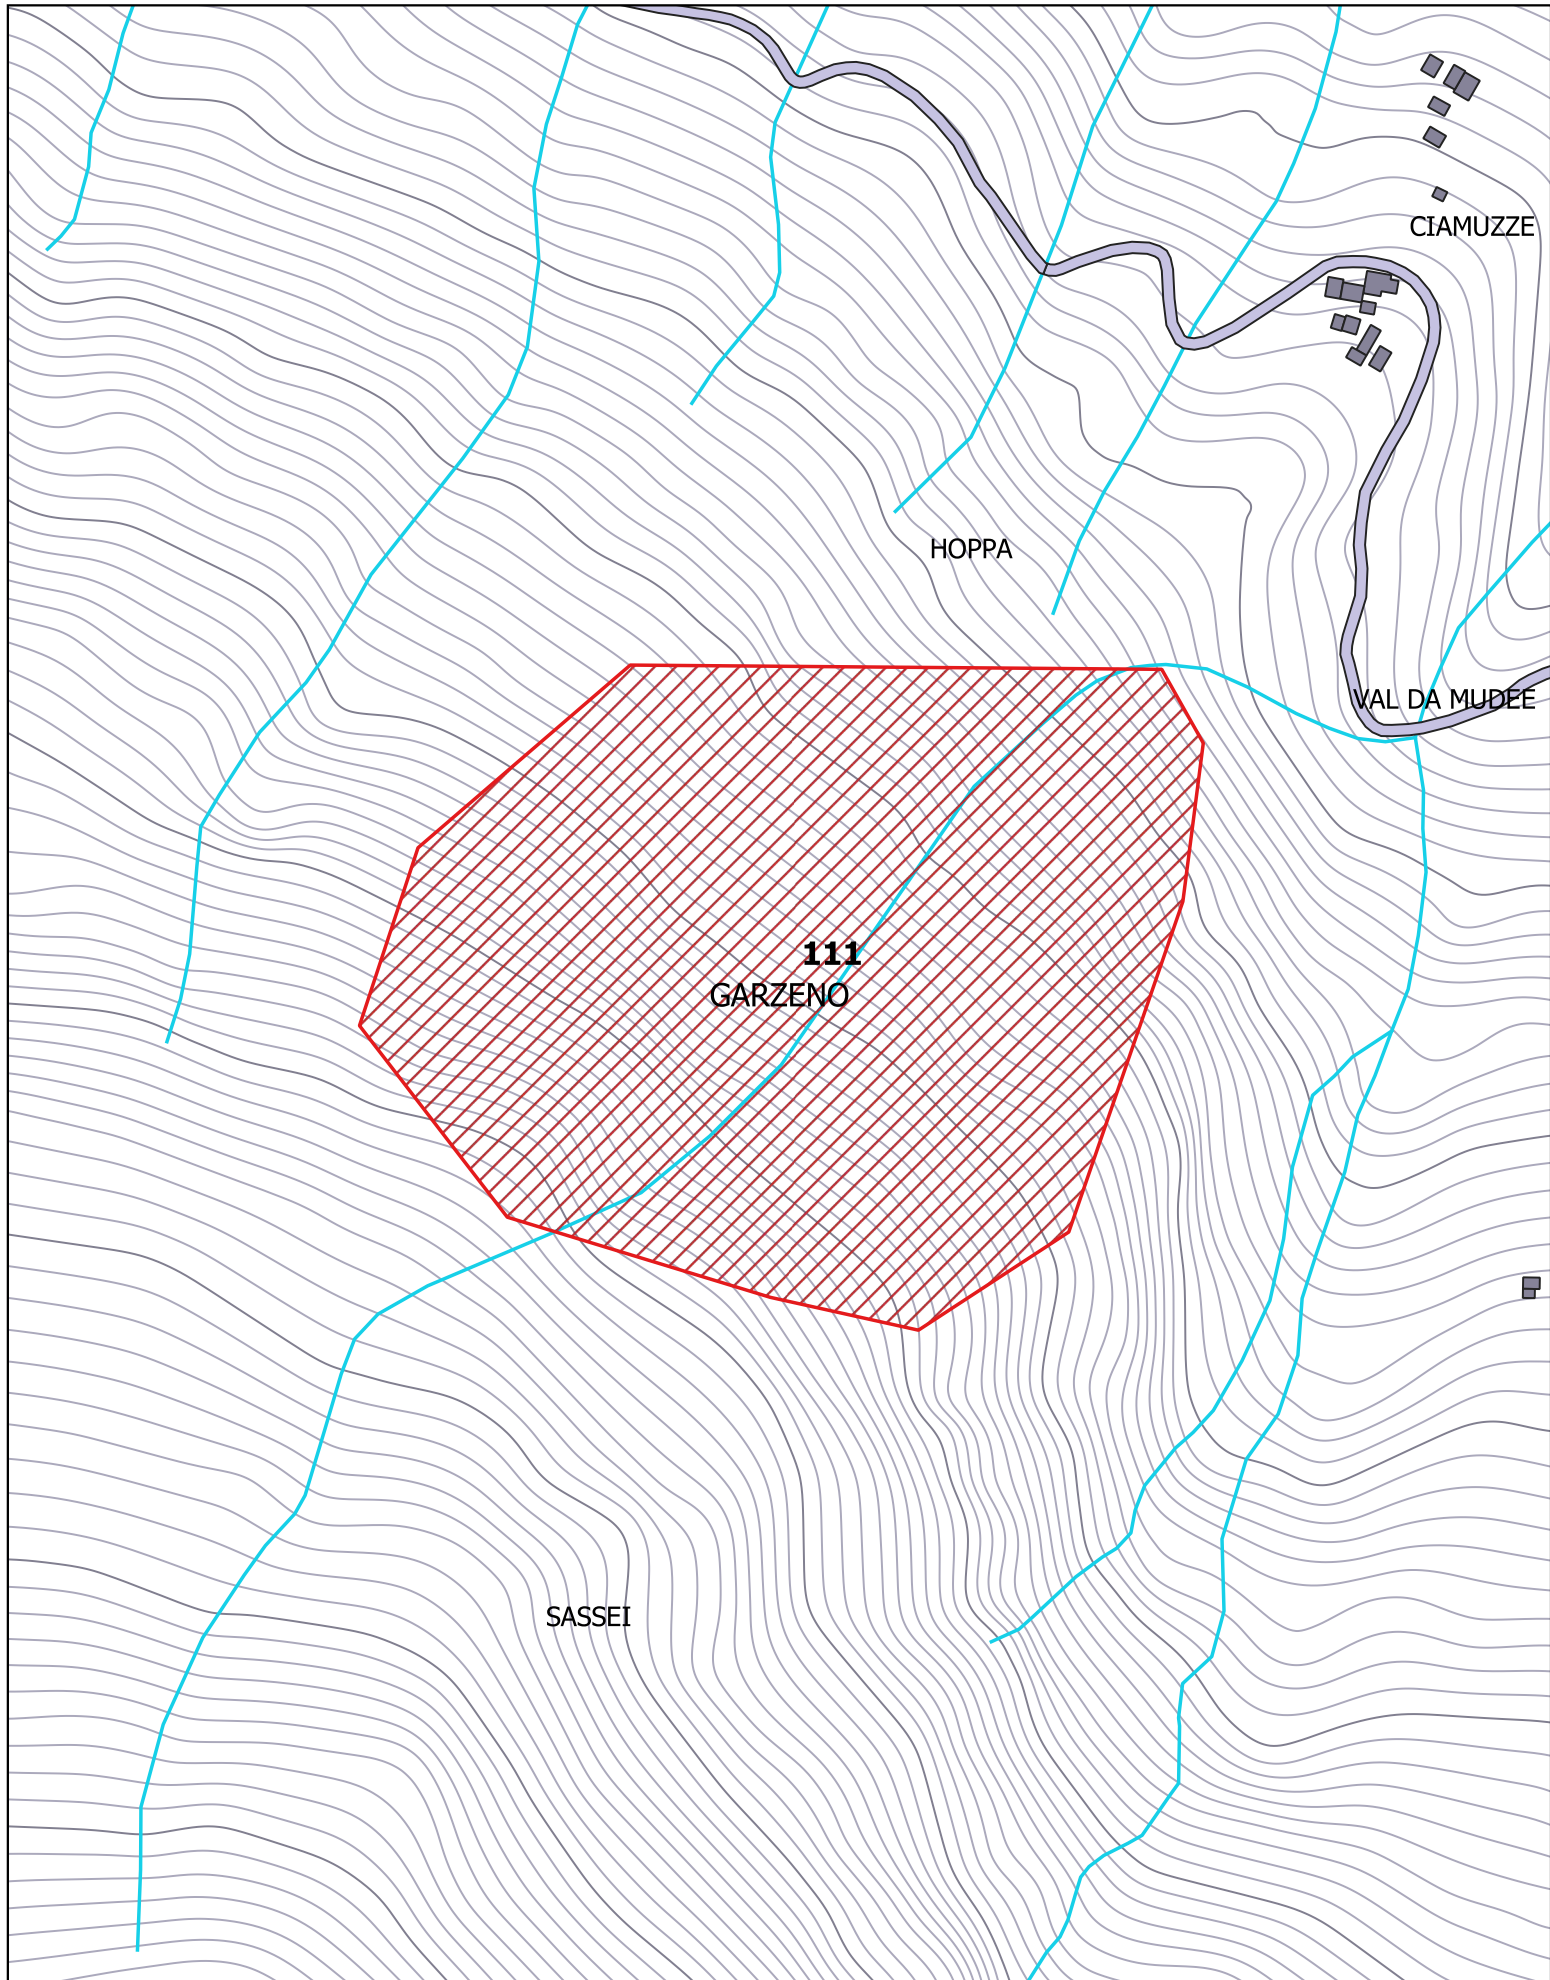 CIAMUZZE
HOPPA
VAL DA MUDEE
111
GARZENO
SASSEI